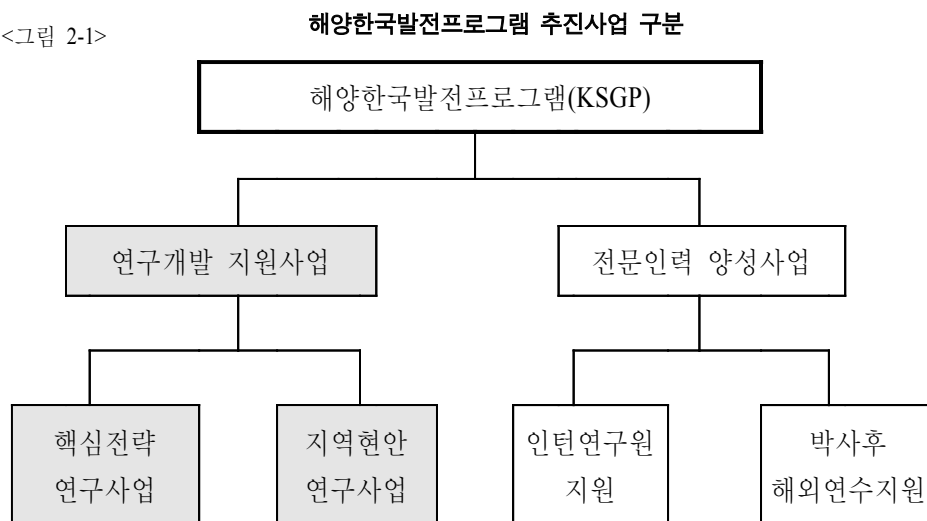 <그림 2-1>
해양한국발전프로그램 추진사업 구분
해양한국발전프로그램(KSGP)
연구개발 지원사업
전문인력 양성사업
핵심전략
연구사업
지역현안
연구사업
인턴연구원
지원
박사후
해외연수지원